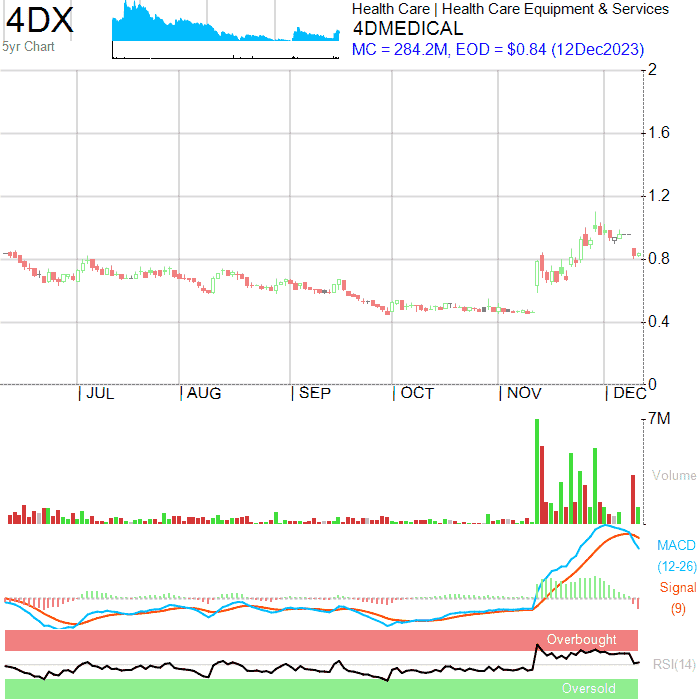 4DX
5yr Chart
Health Care | Health Care Equipment & Services
4DMEDICAL
MC = 284.2M, EOD = $0.84 (12Dec2023)
2
1.6
1.2
0.8
0.4
0
JUL AUG SEP OCT NOV DEC
7M
Volume
MACD
(12-26)
Signal
(9)
Overbought
RSI(14)
Oversold